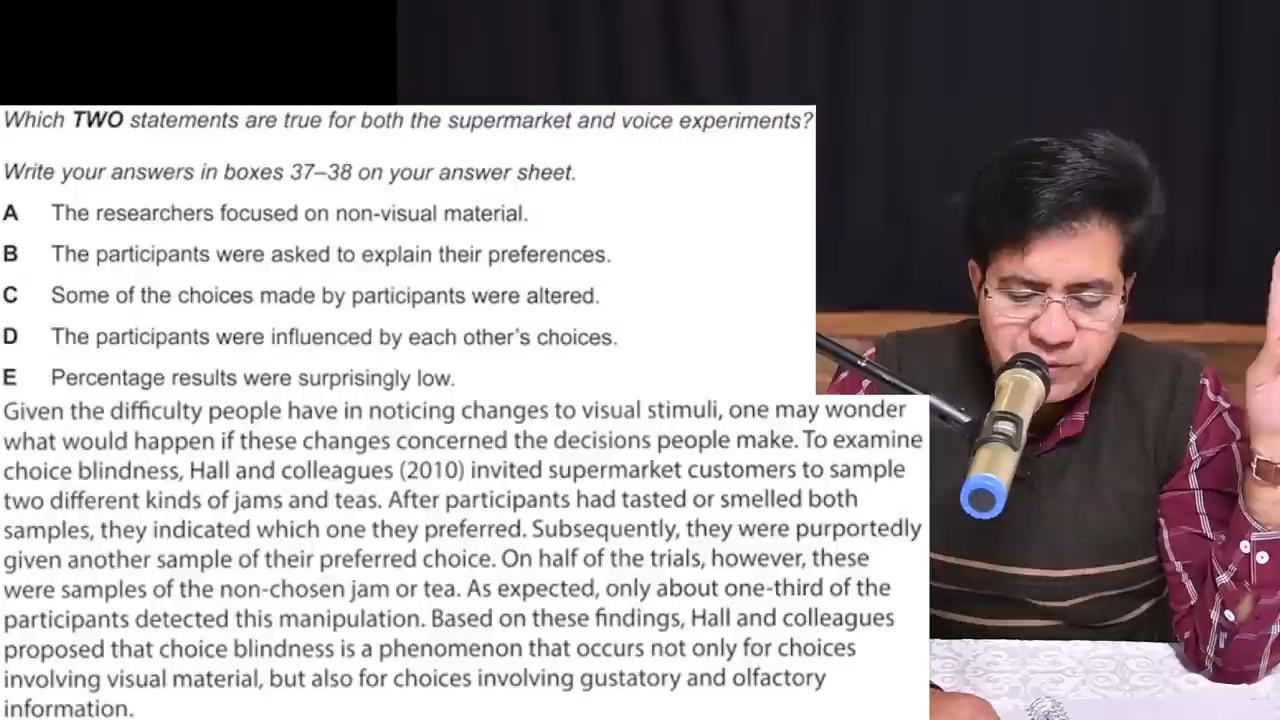 Which TWO statements are true for both the supermarket and voice experiments?
Write your answers in boxes 37–38 on your answer sheet.
A The researchers focused on non-visual material.
B The participants were asked to explain their preferences.
C Some of the choices made by participants were altered.
D The participants were influenced by each other's choices.
E Percentage results were surprisingly low.
Given the difficulty people have in noticing changes to visual stimuli, one may wonder
what would happen if these changes concerned the decisions people make. To examine
choice blindness, Hall and colleagues (2010) invited supermarket customers to sample
two different kinds of jams and teas. After participants had tasted or smelled both
samples, they indicated which one they preferred. Subsequently, they were purportedly
given another sample of their preferred choice. On half of the trials, however, these
were samples of the non-chosen jam or tea. As expected, only about one-third of the
participants detected this manipulation. Based on these findings, Hall and colleagues
proposed that choice blindness is a phenomenon that occurs not only for choices
involving visual material, but also for choices involving gustatory and olfactory
information.